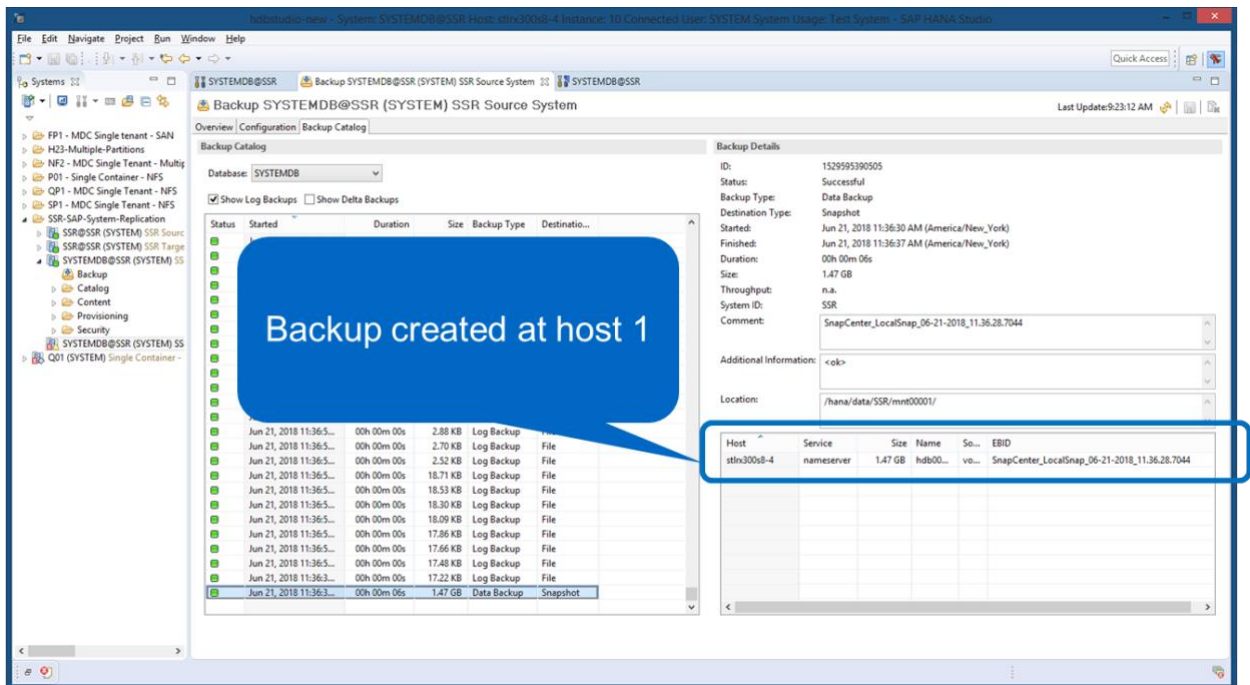 hdbstudio-new - System: SYSTEMDB@SSR Host: stlrx300s8-4 Instance: 10 Connected User: SYSTEM System Usage: Test System - SAP HANA Studio
File Edit Navigate Project Run Window Help
Quick Access
Systems
SYSTEMDB@SSR
Backup SYSTEMDB@SSR (SYSTEM) SSR Source System
SYSTEMDB@SSR
FP1 - MDC Single tenant - SAN
H23-Multiple-Partitions
NF2 - MDC Single Tenant - Multip
P01 - Single Container - NFS
QP1 - MDC Single Tenant - NFS
SP1 - MDC Single Tenant - NFS
SSR-SAP-System-Replication
SSR@SSR (SYSTEM) SSR Sourc
SSR@SSR (SYSTEM) SSR Targe
SYSTEMDB@SSR (SYSTEM) SS
Backup
Catalog
Content
Provisioning
Security
SYSTEMDB@SSR (SYSTEM) SS
Q01 (SYSTEM) Single Container -
Backup SYSTEMDB@SSR (SYSTEM) SSR Source System
Last Update:9:23:12 AM
Overview Configuration Backup Catalog
Backup Catalog
Database: SYSTEMDB
Show Log Backups Show Delta Backups
Status Started Duration Size Backup Type Destinatio...
Backup created at host 1
Jun 21, 2018 11:36:5... 00h 00m 00s 2.88 KB Log Backup
Jun 21, 2018 11:36:5... 00h 00m 00s 2.70 KB Log Backup File
Jun 21, 2018 11:36:5... 00h 00m 00s 2.52 KB Log Backup File
Jun 21, 2018 11:36:5... 00h 00m 00s 18.71 KB Log Backup File
Jun 21, 2018 11:36:5... 00h 00m 00s 18.53 KB Log Backup File
Jun 21, 2018 11:36:5... 00h 00m 00s 18.30 KB Log Backup File
Jun 21, 2018 11:36:5... 00h 00m 00s 18.09 KB Log Backup File
Jun 21, 2018 11:36:5... 00h 00m 00s 17.86 KB Log Backup File
Jun 21, 2018 11:36:5... 00h 00m 00s 17.66 KB Log Backup File
Jun 21, 2018 11:36:5... 00h 00m 00s 17.48 KB Log Backup File
Jun 21, 2018 11:36:3... 00h 00m 00s 17.22 KB Log Backup File
Jun 21, 2018 11:36:3... 00h 00m 06s 1.47 GB Data Backup Snapshot
Backup Details
ID: 1529595390505
Status: Successful
Backup Type: Data Backup
Destination Type: Snapshot
Started: Jun 21, 2018 11:36:30 AM (America/New_York)
Finished: Jun 21, 2018 11:36:37 AM (America/New_York)
Duration: 00h 00m 06s
Size: 1.47 GB
Throughput: n.a.
System ID: SSR
Comment: SnapCenter_LocalSnap_06-21-2018_11.36.28.7044
Additional Information: <ok>
Location: /hana/data/SSR/mnt00001/
Host Service Size Name So... EBID
stlrx300s8-4 nameserver 1.47 GB hdb00... vo... SnapCenter_LocalSnap_06-21-2018_11.36.28.7044